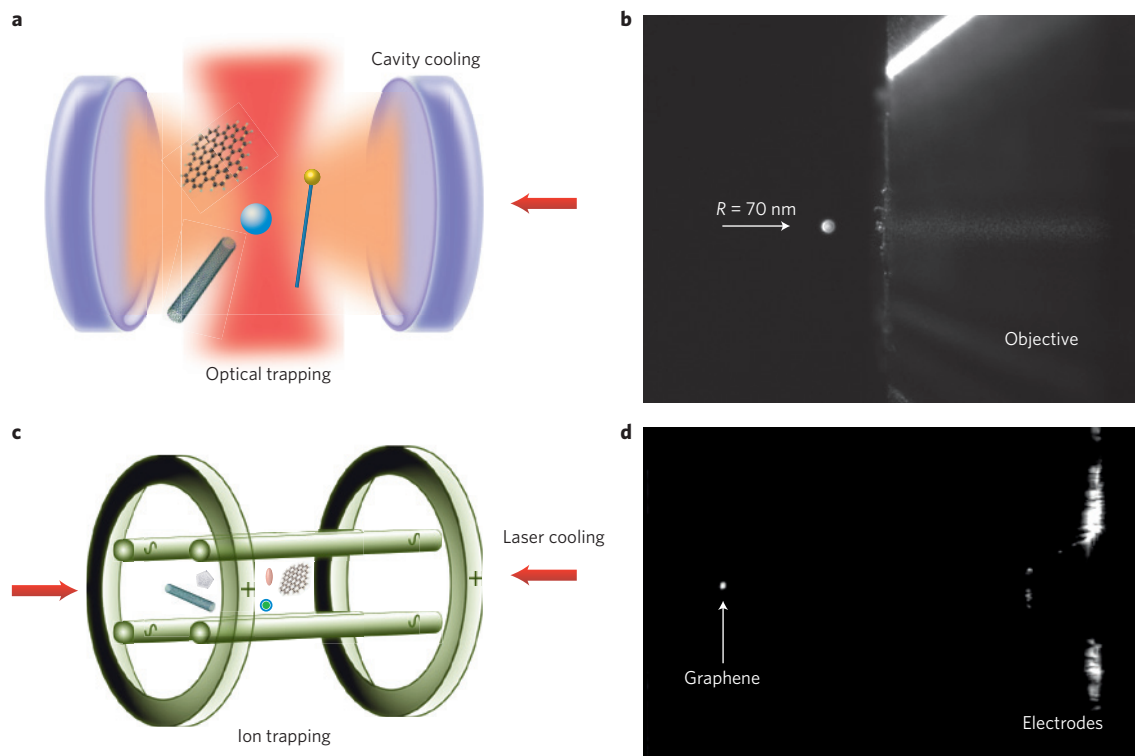 a
Cavity cooling
Optical trapping
b
R = 70 nm
Objective
c
Laser cooling
+
+
Ion trapping
d
Graphene
Electrodes